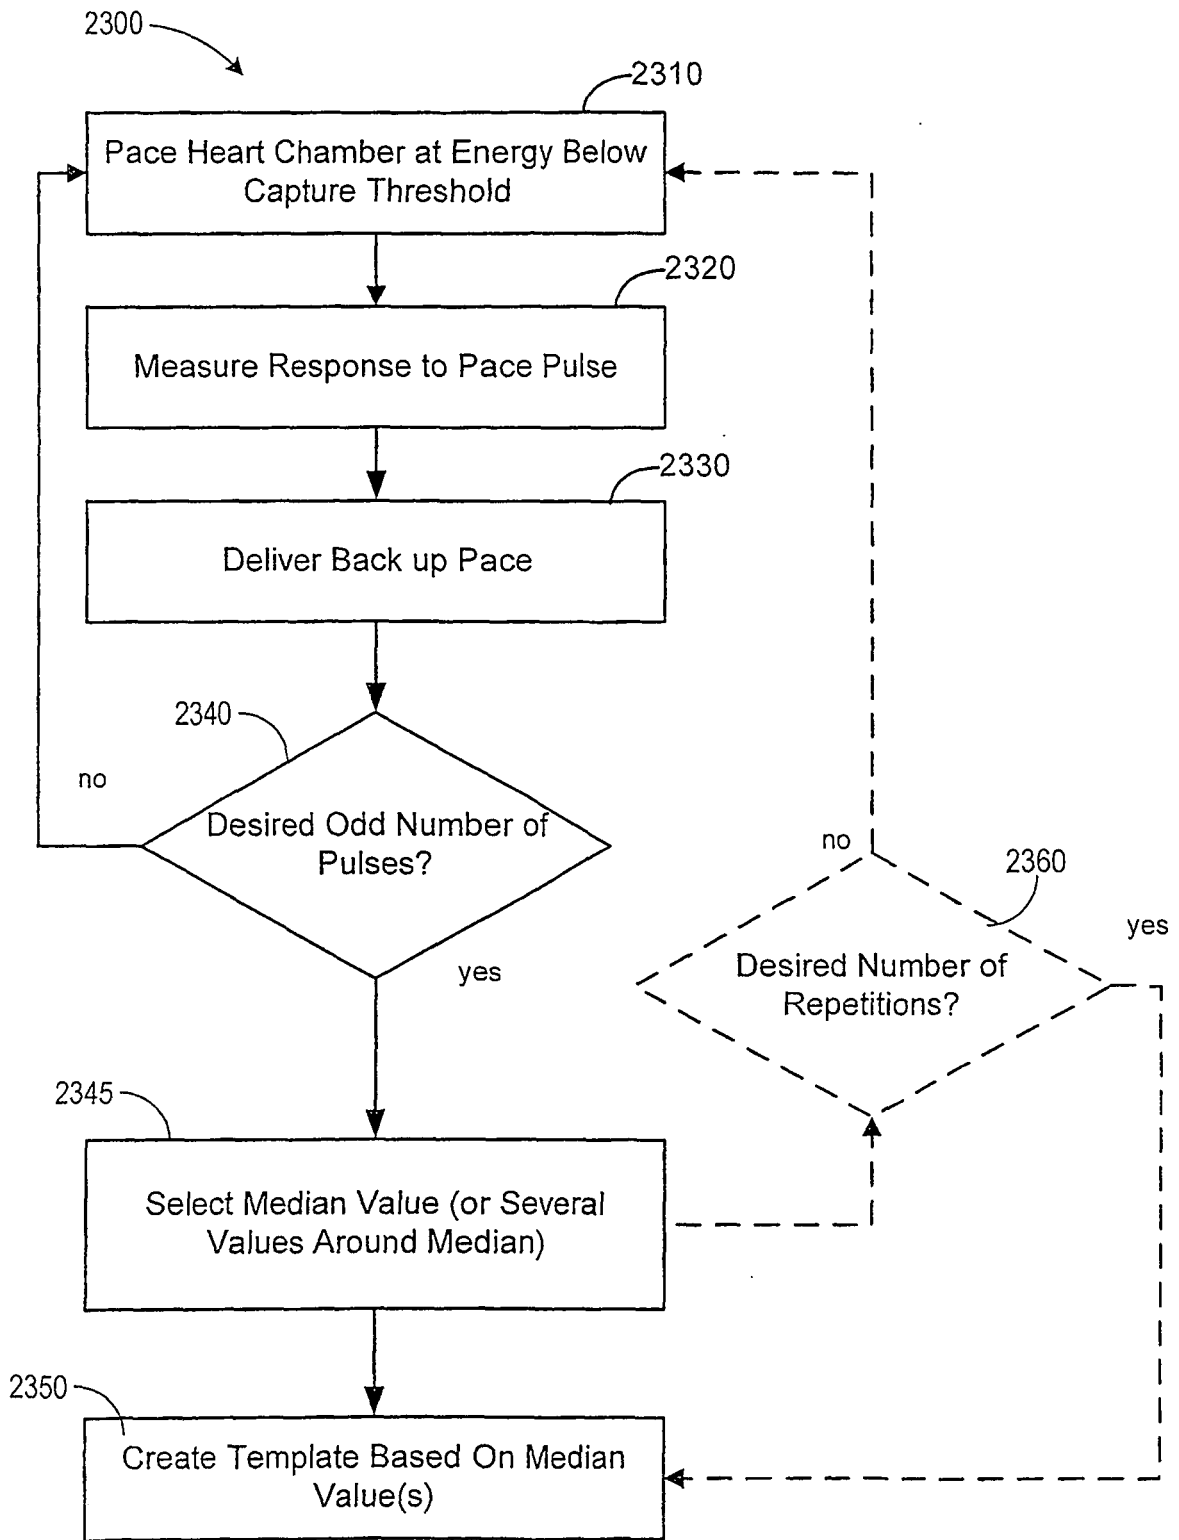 2300
2310
Pace Heart Chamber at Energy Below
Capture Threshold
2320
Measure Response to Pace Pulse
2330
Deliver Back up Pace
2340
no
Desired Odd Number of
Pulses?
yes
no
2360
yes
Desired Number of
Repetitions?
2345
Select Median Value (or Several
Values Around Median)
2350
Create Template Based On Median
Value(s)